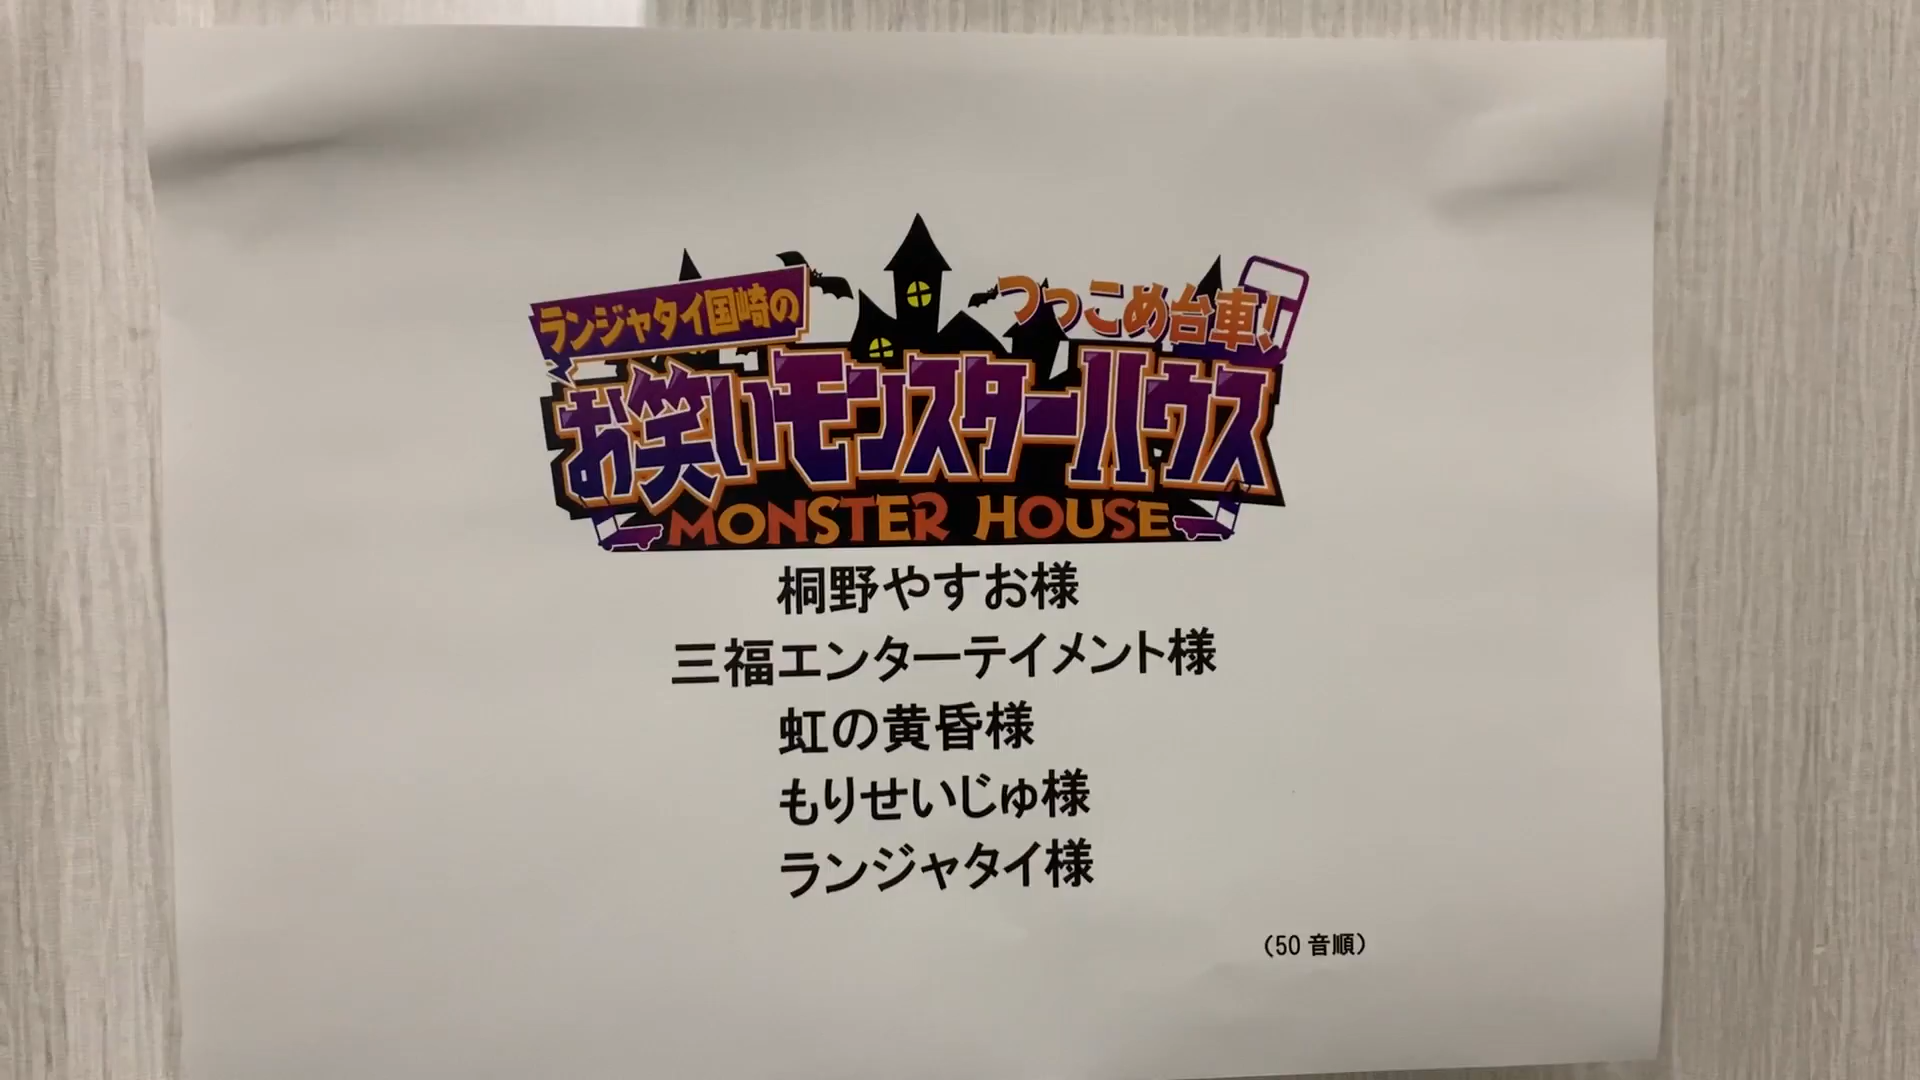 ランジャタイ国崎の
つっこめ台車!
お笑いモンスターハウス
MONSTER HOUSE
桐野やすお様
三福エンターテイメント様
虹の黄昏様
もりせいじゅ様
ランジャタイ様
（50 音順）